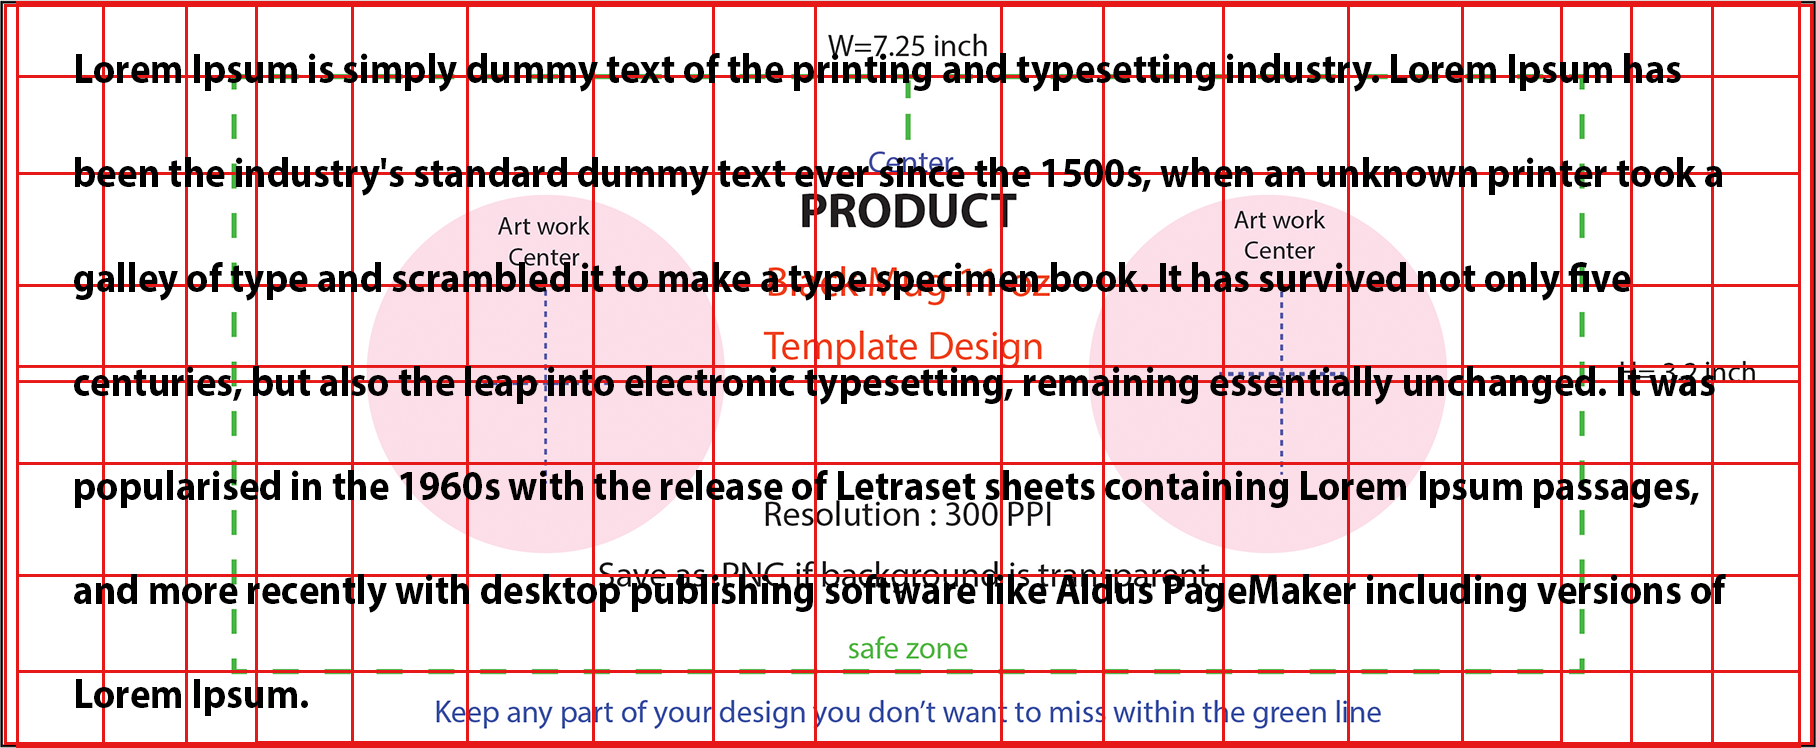 W=7.25 inch
Lorem Ipsum is simply dummy text of the printing and typesetting industry. Lorem Ipsum has
Center
been the industry's standard dummy text ever since the 1500s, when an unknown printer took a
PRODUCT
Art work
Center
Art work
Center
galley of type and scrambled it to make a type specimen book. It has survived not only five
Black Mug 11 oz
Template Design
H= 3.2 inch
centuries, but also the leap into electronic typesetting, remaining essentially unchanged. It was
popularised in the 1960s with the release of Letraset sheets containing Lorem Ipsum passages,
Resolution : 300 PPI
Save as .PNG if background is transparent
and more recently with desktop publishing software like Aldus PageMaker including versions of
safe zone
Lorem Ipsum.
Keep any part of your design you don’t want to miss within the green line